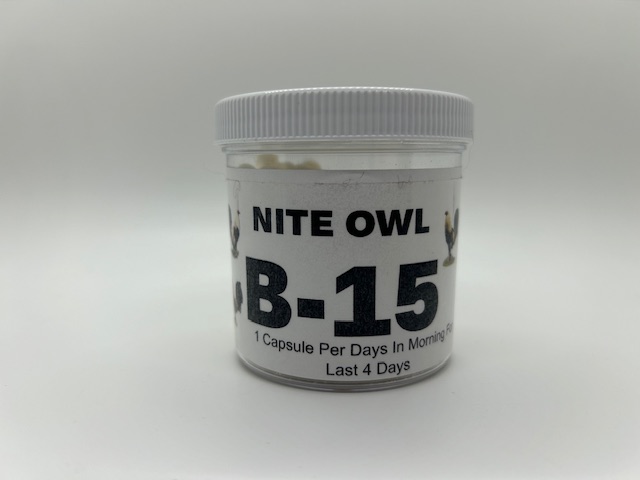 NITE OWL
B-15
1 Capsule Per Days In Morning
Last 4 Days